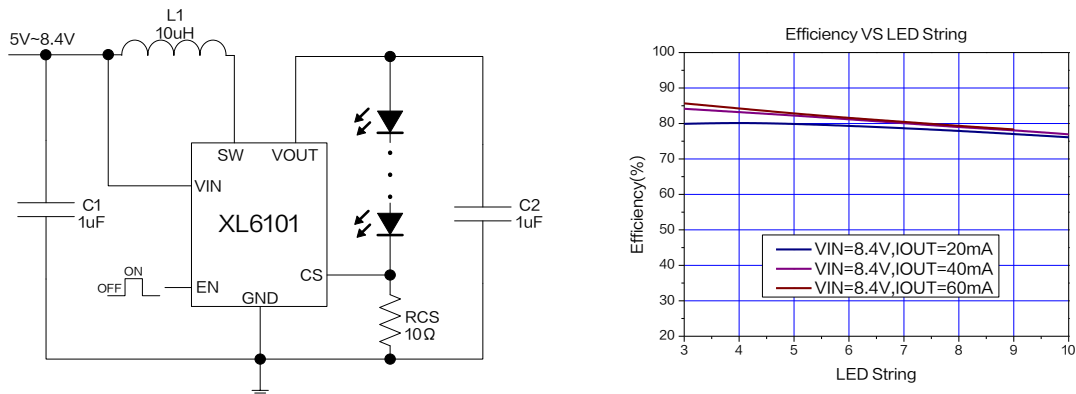 L1
10uH
5V~8.4V
SW VOUT
VIN
XL6101
C1
1uF
C2
1uF
CS
ON
OFF
EN
GND
RCS
10Ω
Efficiency VS LED String
Efficiency(%)
100
90
80
70
60
50
40
30
20
VIN=8.4V,IOUT=20mA
VIN=8.4V,IOUT=40mA
VIN=8.4V,IOUT=60mA
3 4 5 6 7 8 9 10
LED String